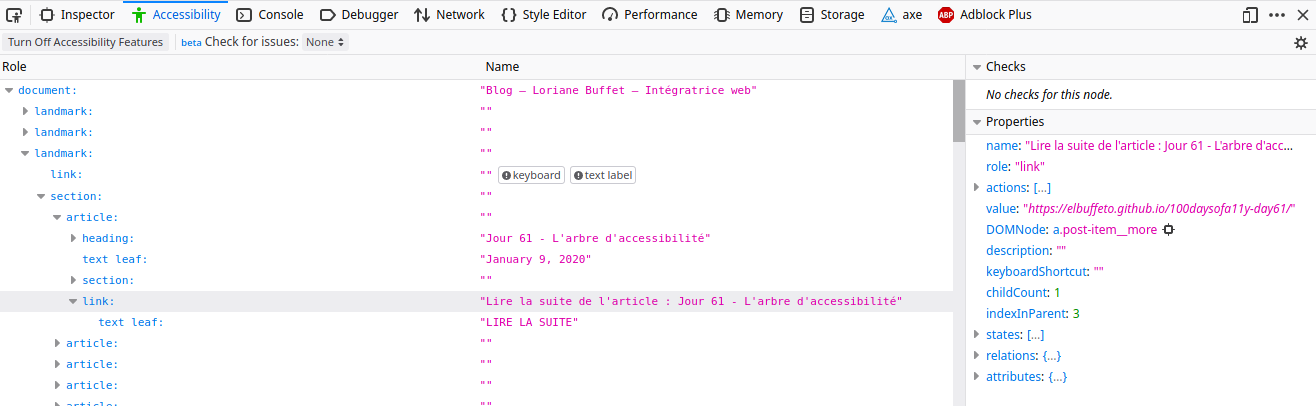 Inspector Accessibility Console Debugger Network {} Style Editor Performance Memory Storage axe ABP Adblock Plus
Turn Off Accessibility Features beta Check for issues: None
Role Name
document: "Blog — Loriane Buffet — Intégratrice web"
landmark: ""
landmark: ""
landmark: ""
link: "" keyboard text label
section: ""
article: ""
heading: "Jour 61 - L'arbre d'accessibilité"
text leaf: "January 9, 2020"
section: ""
link: "Lire la suite de l'article : Jour 61 - L'arbre d'accessibilité"
text leaf: "LIRE LA SUITE"
article: ""
article: ""
article: ""
article: ""
Checks
No checks for this node.
Properties
name: "Lire la suite de l'article : Jour 61 - L'arbre d'acc...
role: "link"
actions: [...]
value: "https://elbuffeto.github.io/100daysofa11y-day61/"
DOMNode: a.post-item__more
description: ""
keyboardShortcut: ""
childCount: 1
indexInParent: 3
states: [...]
relations: {...}
attributes: {...}